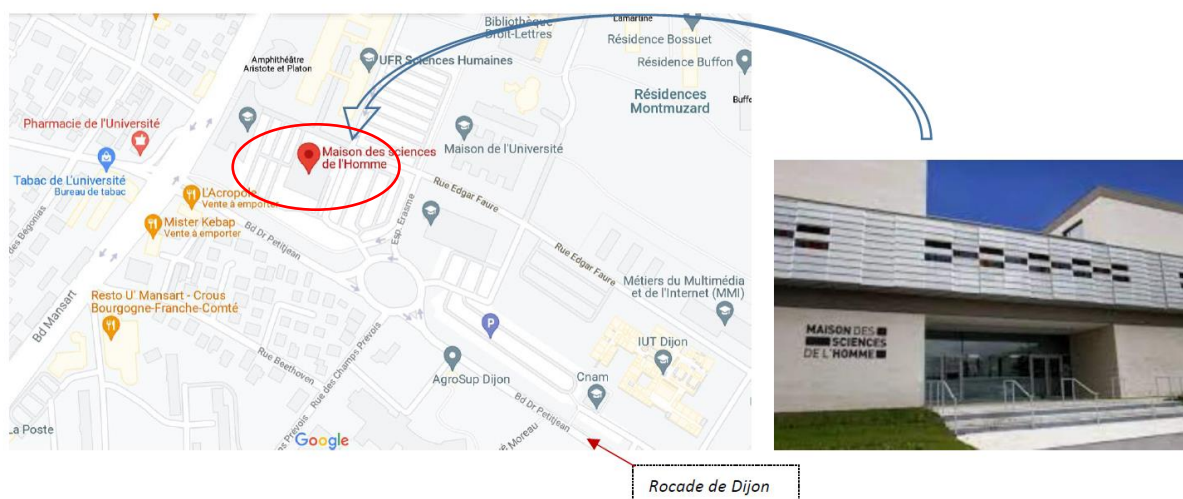 Bibliothèque
Droit-Lettres
Lamartine
Résidence Bossuet
Amphithéâtre
Aristote et Platon
UFR Sciences Humaines
Résidence Buffon
Résidences
Montmuzard
Pharmacie de l'Université
Maison des sciences
de l'Homme
Maison de l'Université
Tabac de L'université
Bureau de tabac
L'Acropole
Vente à emporter
Rue Edgar Faure
Mister Kebap
Vente à emporter
Esp. Erasme
des Bégonias
Bd Dr Petitjean
Rue Edgar Faure
Métiers du Multimédia
et de l'Internet (MMI)
Resto U' Mansart - Crous
Bourgogne-Franche-Comté
Bd Mansart
P
IUT Dijon
Rue Beethoven
Rue des Champs Prévois
AgroSup Dijon
Cnam
Bd Dr Petitjean
La Poste
Google
Prévois
Moreau
Rocade de Dijon
MAISON DES
SCIENCES
DE L'HOMME